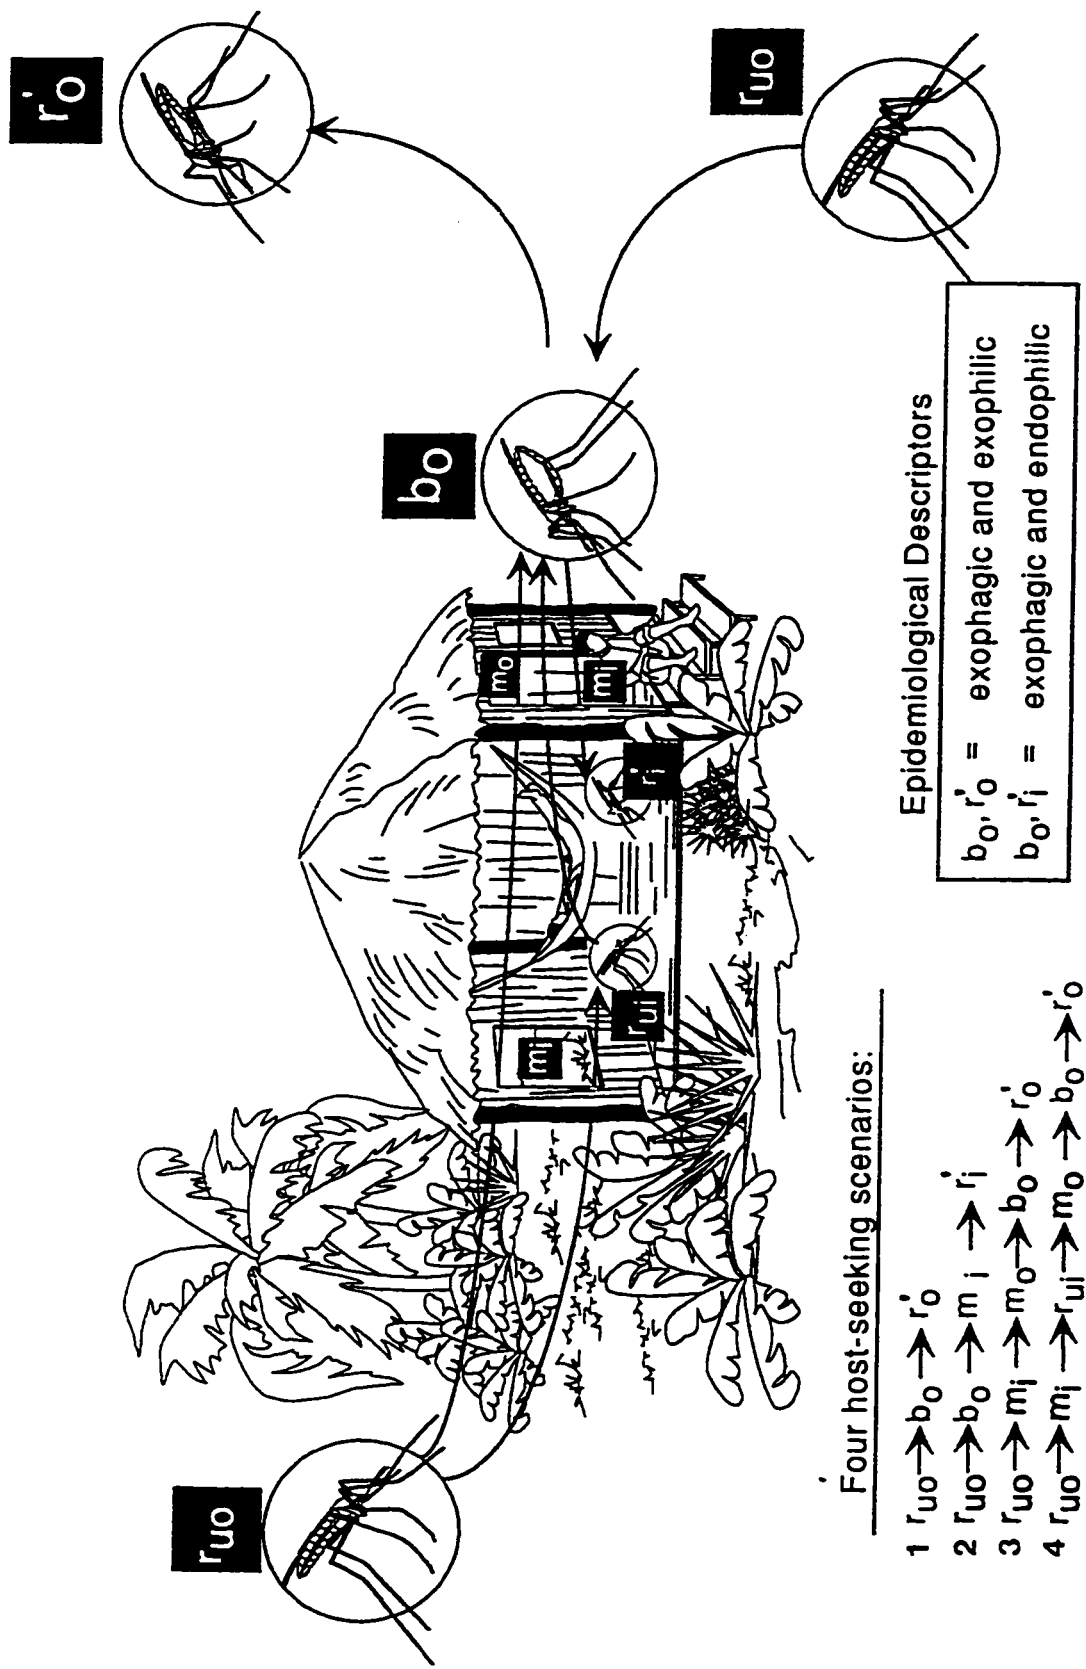 r'o
ruo
bo
mo
mi
mi
rui
r'i
ruo
Four host-seeking scenarios:
1 ruo→bo→r'o
2 ruo→bo→mi→r'i
3 ruo→mi→mo→bo→r'o
4 ruo→mi→rui→mo→bo→r'o
Epidemiological Descriptors
bo, r'o = exophagic and exophilic
bo, r'i = exophagic and endophilic